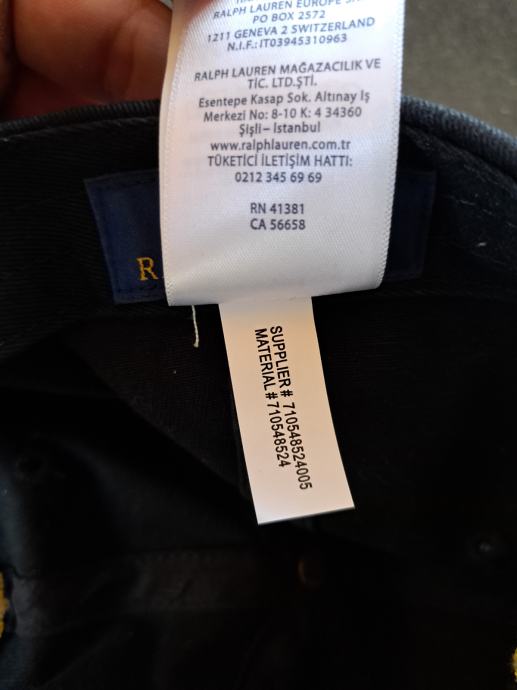 RALPH LAUREN EUROPE
PO BOX 2572
1211 GENEVA 2 SWITZERLAND
N.I.F.:IT03945310963
RALPH LAUREN MAĞAZACILIK VE
TİC. LTD.ŞTİ.
Esentepe Kasap Sok. Altınay İş
Merkezi No: 8-10 K: 4 34360
Şişli– İstanbul
www.ralphlauren.com.tr
TÜKETİCİ İLETİŞİM HATTI:
0212 345 69 69
RN 41381
CA 56658
R
SUPPLIER# 710548524005
MATERIAL#710548524